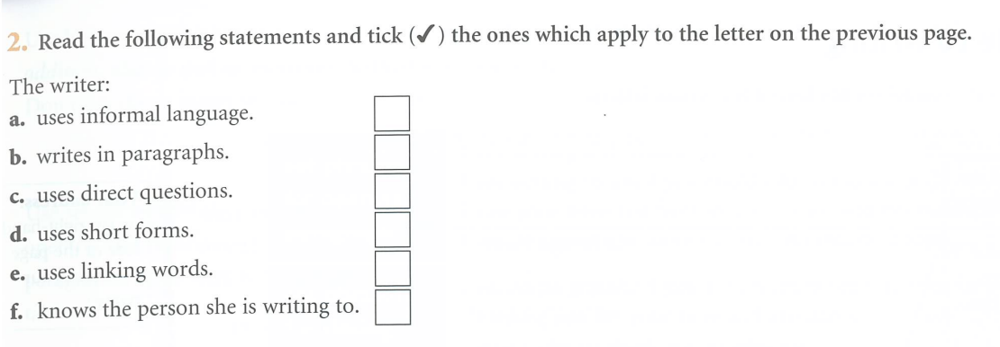 2. Read the following statements and tick (✓) the ones which apply to the letter on the previous page.
The writer:
a. uses informal language.
b. writes in paragraphs.
c. uses direct questions.
d. uses short forms.
e. uses linking words.
f. knows the person she is writing to.